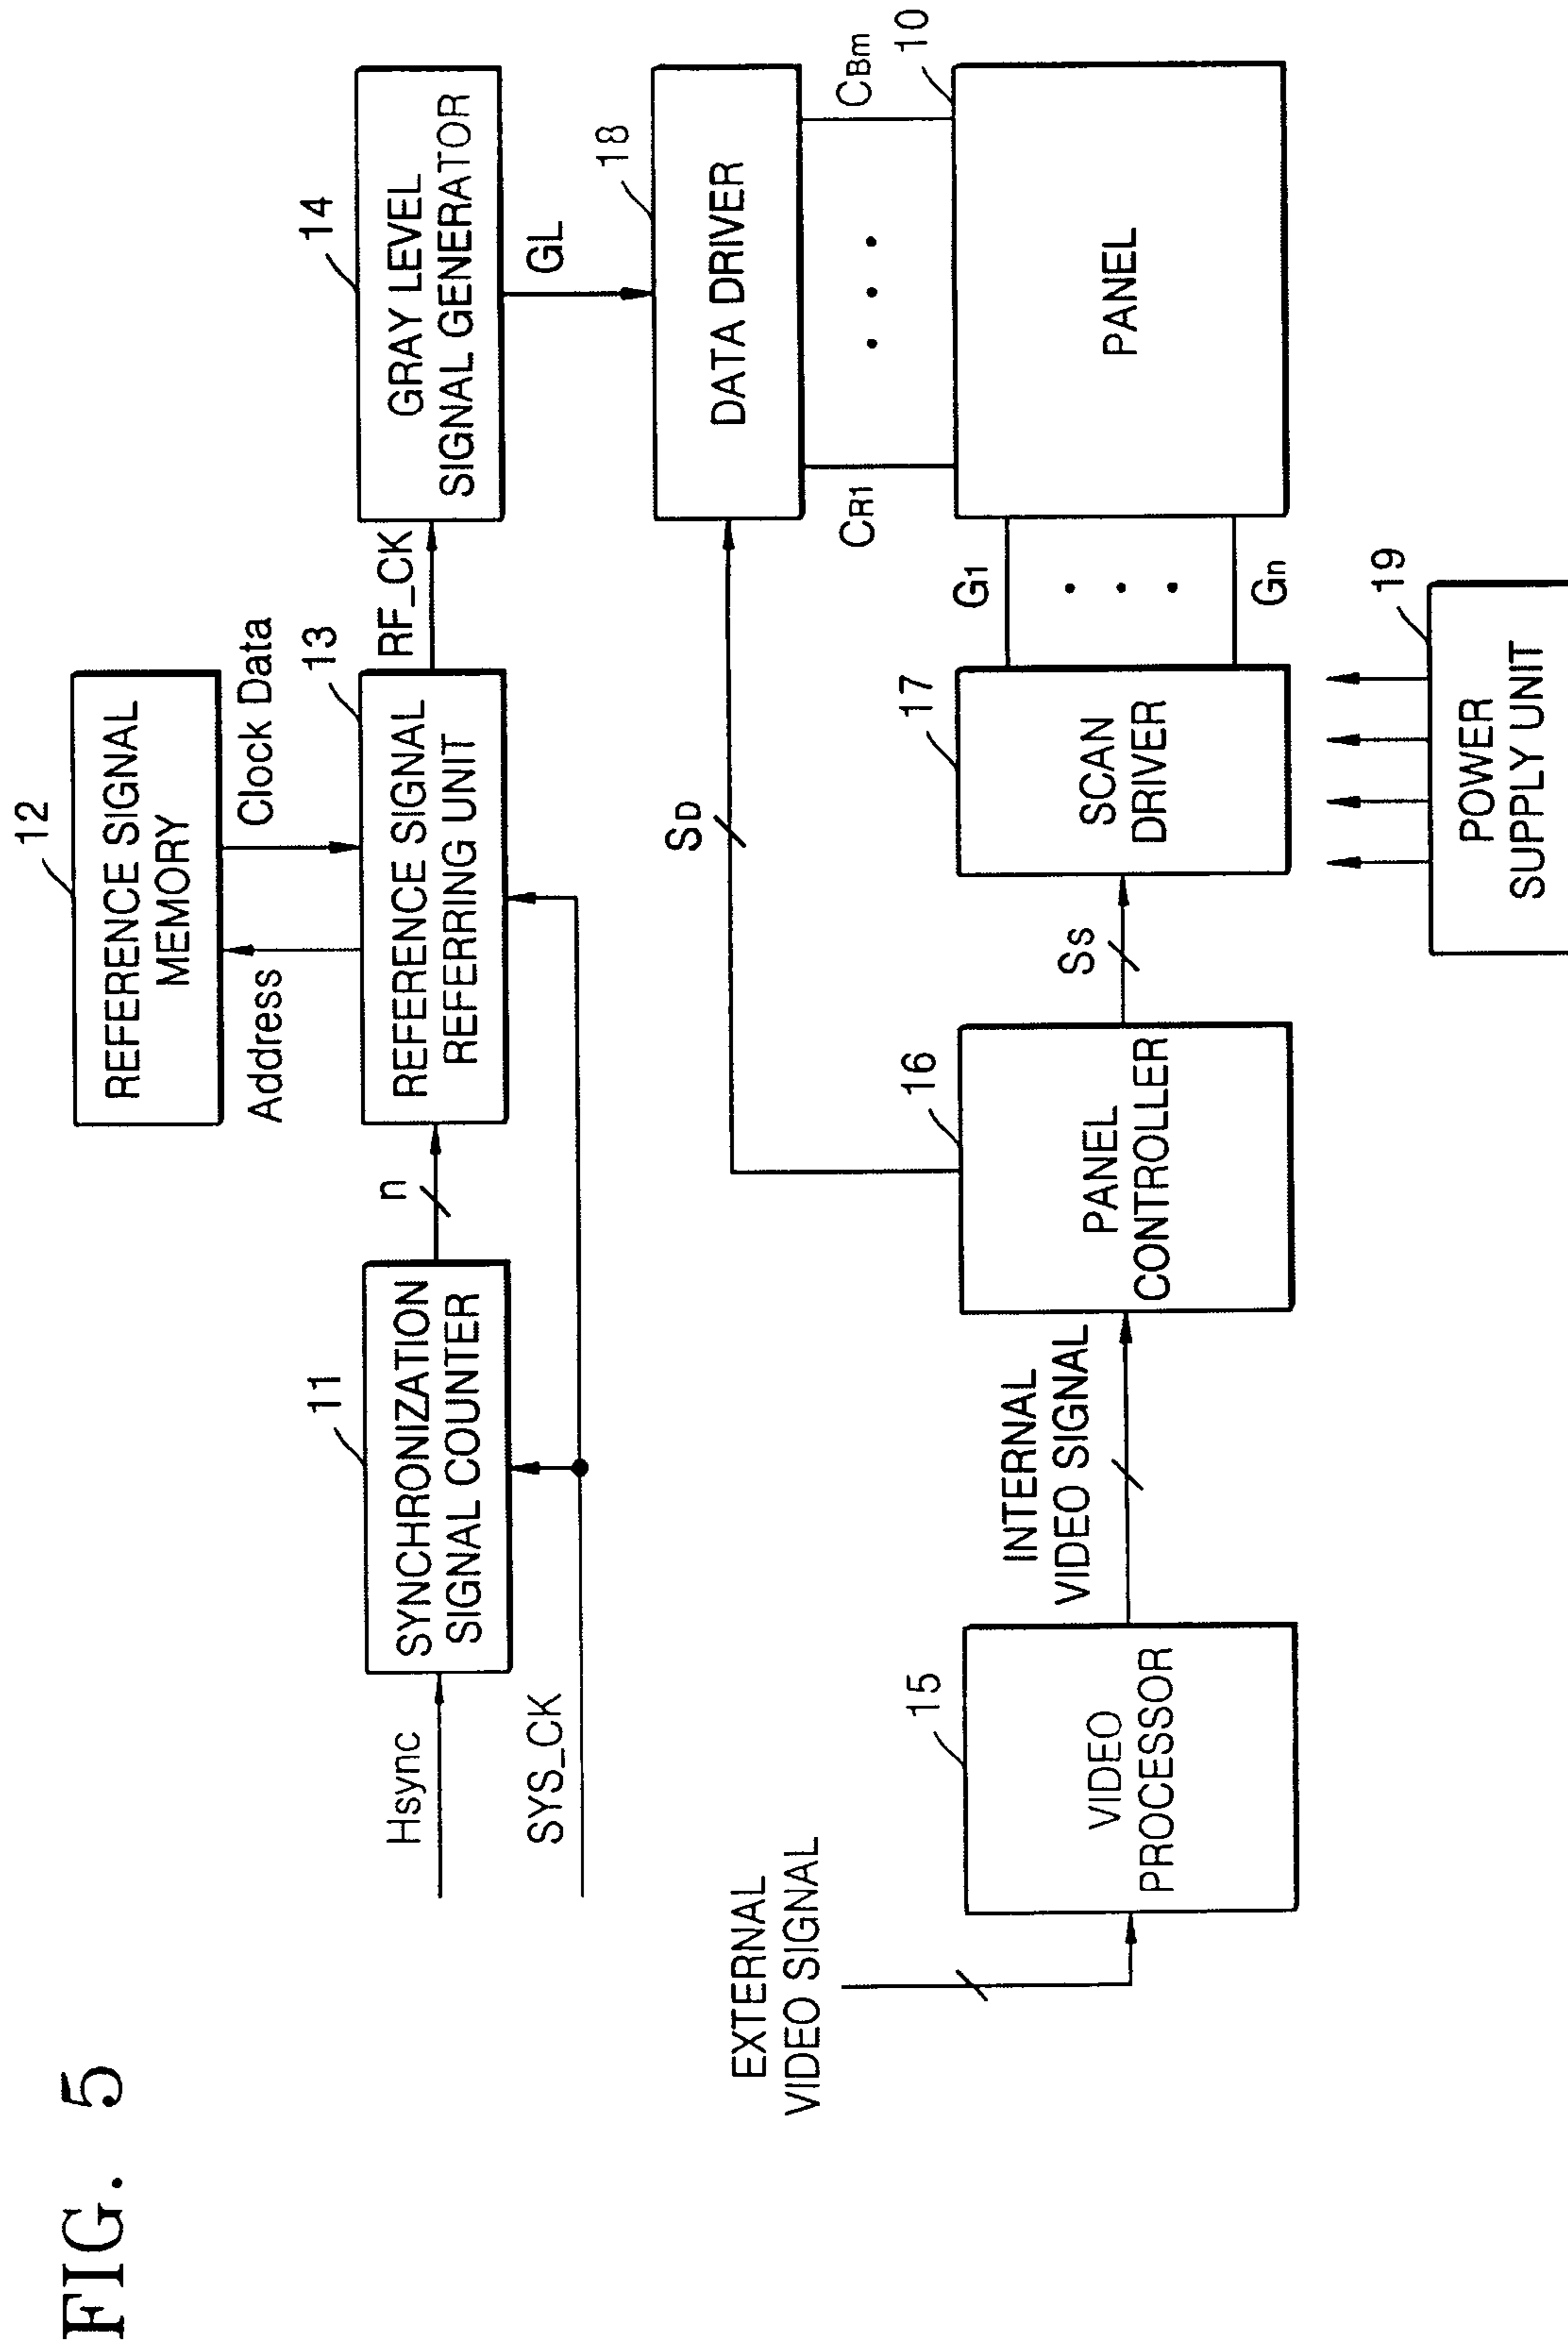 FIG. 5
12
REFERENCE SIGNAL
MEMORY
Address
Clock Data
11
SYNCHRONIZATION
SIGNAL COUNTER
Hsync
SYS_CK
n
13
REFERENCE SIGNAL
REFERRING UNIT
RF_CK
14
GRAY LEVEL
SIGNAL GENERATOR
GL
18
DATA DRIVER
SD
CR1
CBm
10
PANEL
EXTERNAL
VIDEO SIGNAL
15
VIDEO
PROCESSOR
INTERNAL
VIDEO SIGNAL
16
PANEL
CONTROLLER
Ss
17
SCAN
DRIVER
G1
Gn
19
POWER
SUPPLY UNIT